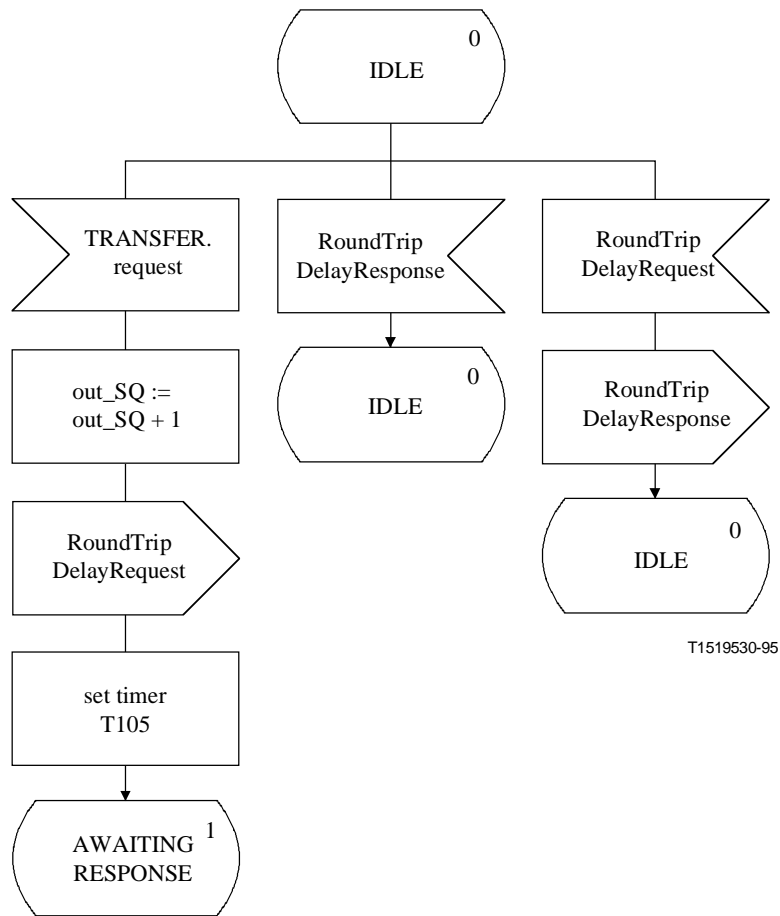 0
IDLE
TRANSFER.
request
RoundTrip
DelayResponse
RoundTrip
DelayRequest
out_SQ :=
out_SQ + 1
0
IDLE
RoundTrip
DelayResponse
RoundTrip
DelayRequest
0
IDLE
T1519530-95
set timer
T105
1
AWAITING
RESPONSE